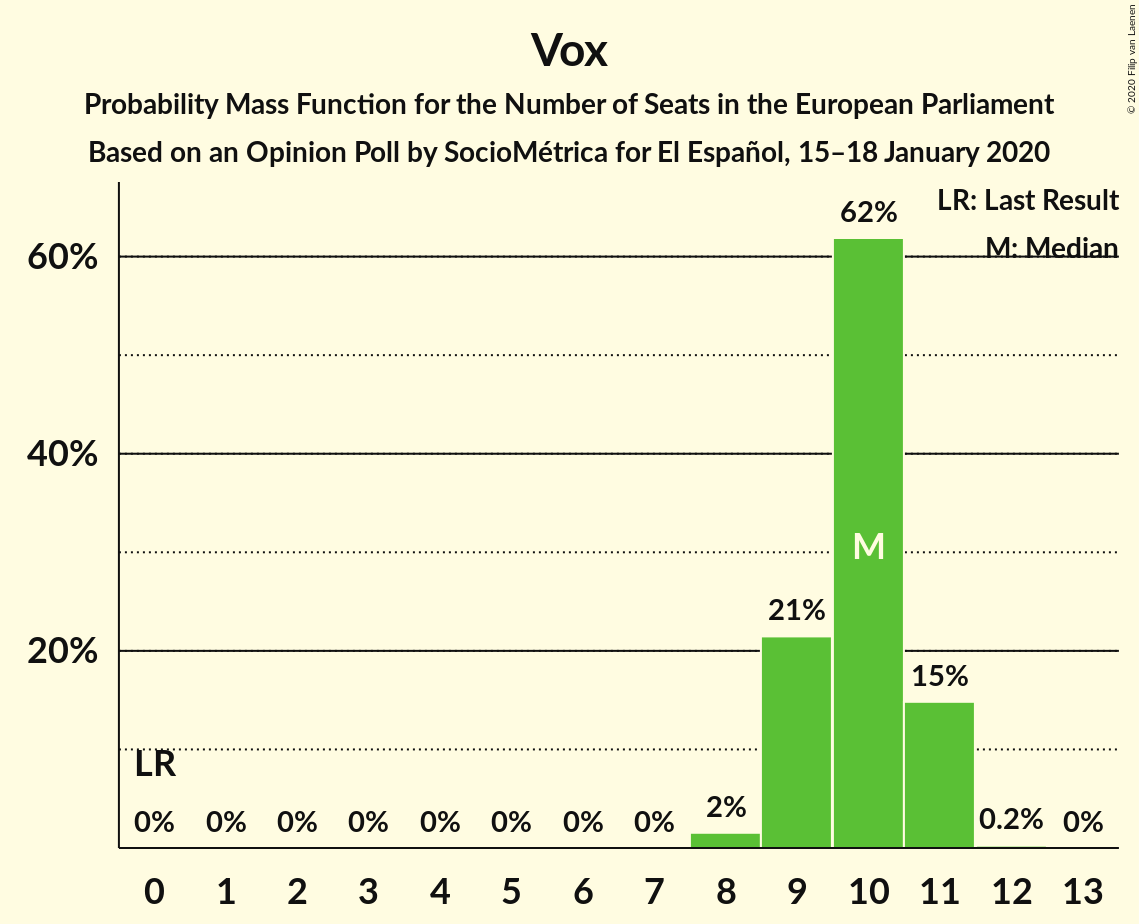 Vox
Probability Mass Function for the Number of Seats in the European Parliament
Based on an Opinion Poll by SocioMétrica for El Español, 15–18 January 2020
© 2020 Filip van Laenen
LR: Last Result
M: Median
60%
40%
20%
62%
M
21%
15%
LR
0% 0% 0% 0% 0% 0% 0% 0% 2% 0.2% 0%
0 1 2 3 4 5 6 7 8 9 10 11 12 13